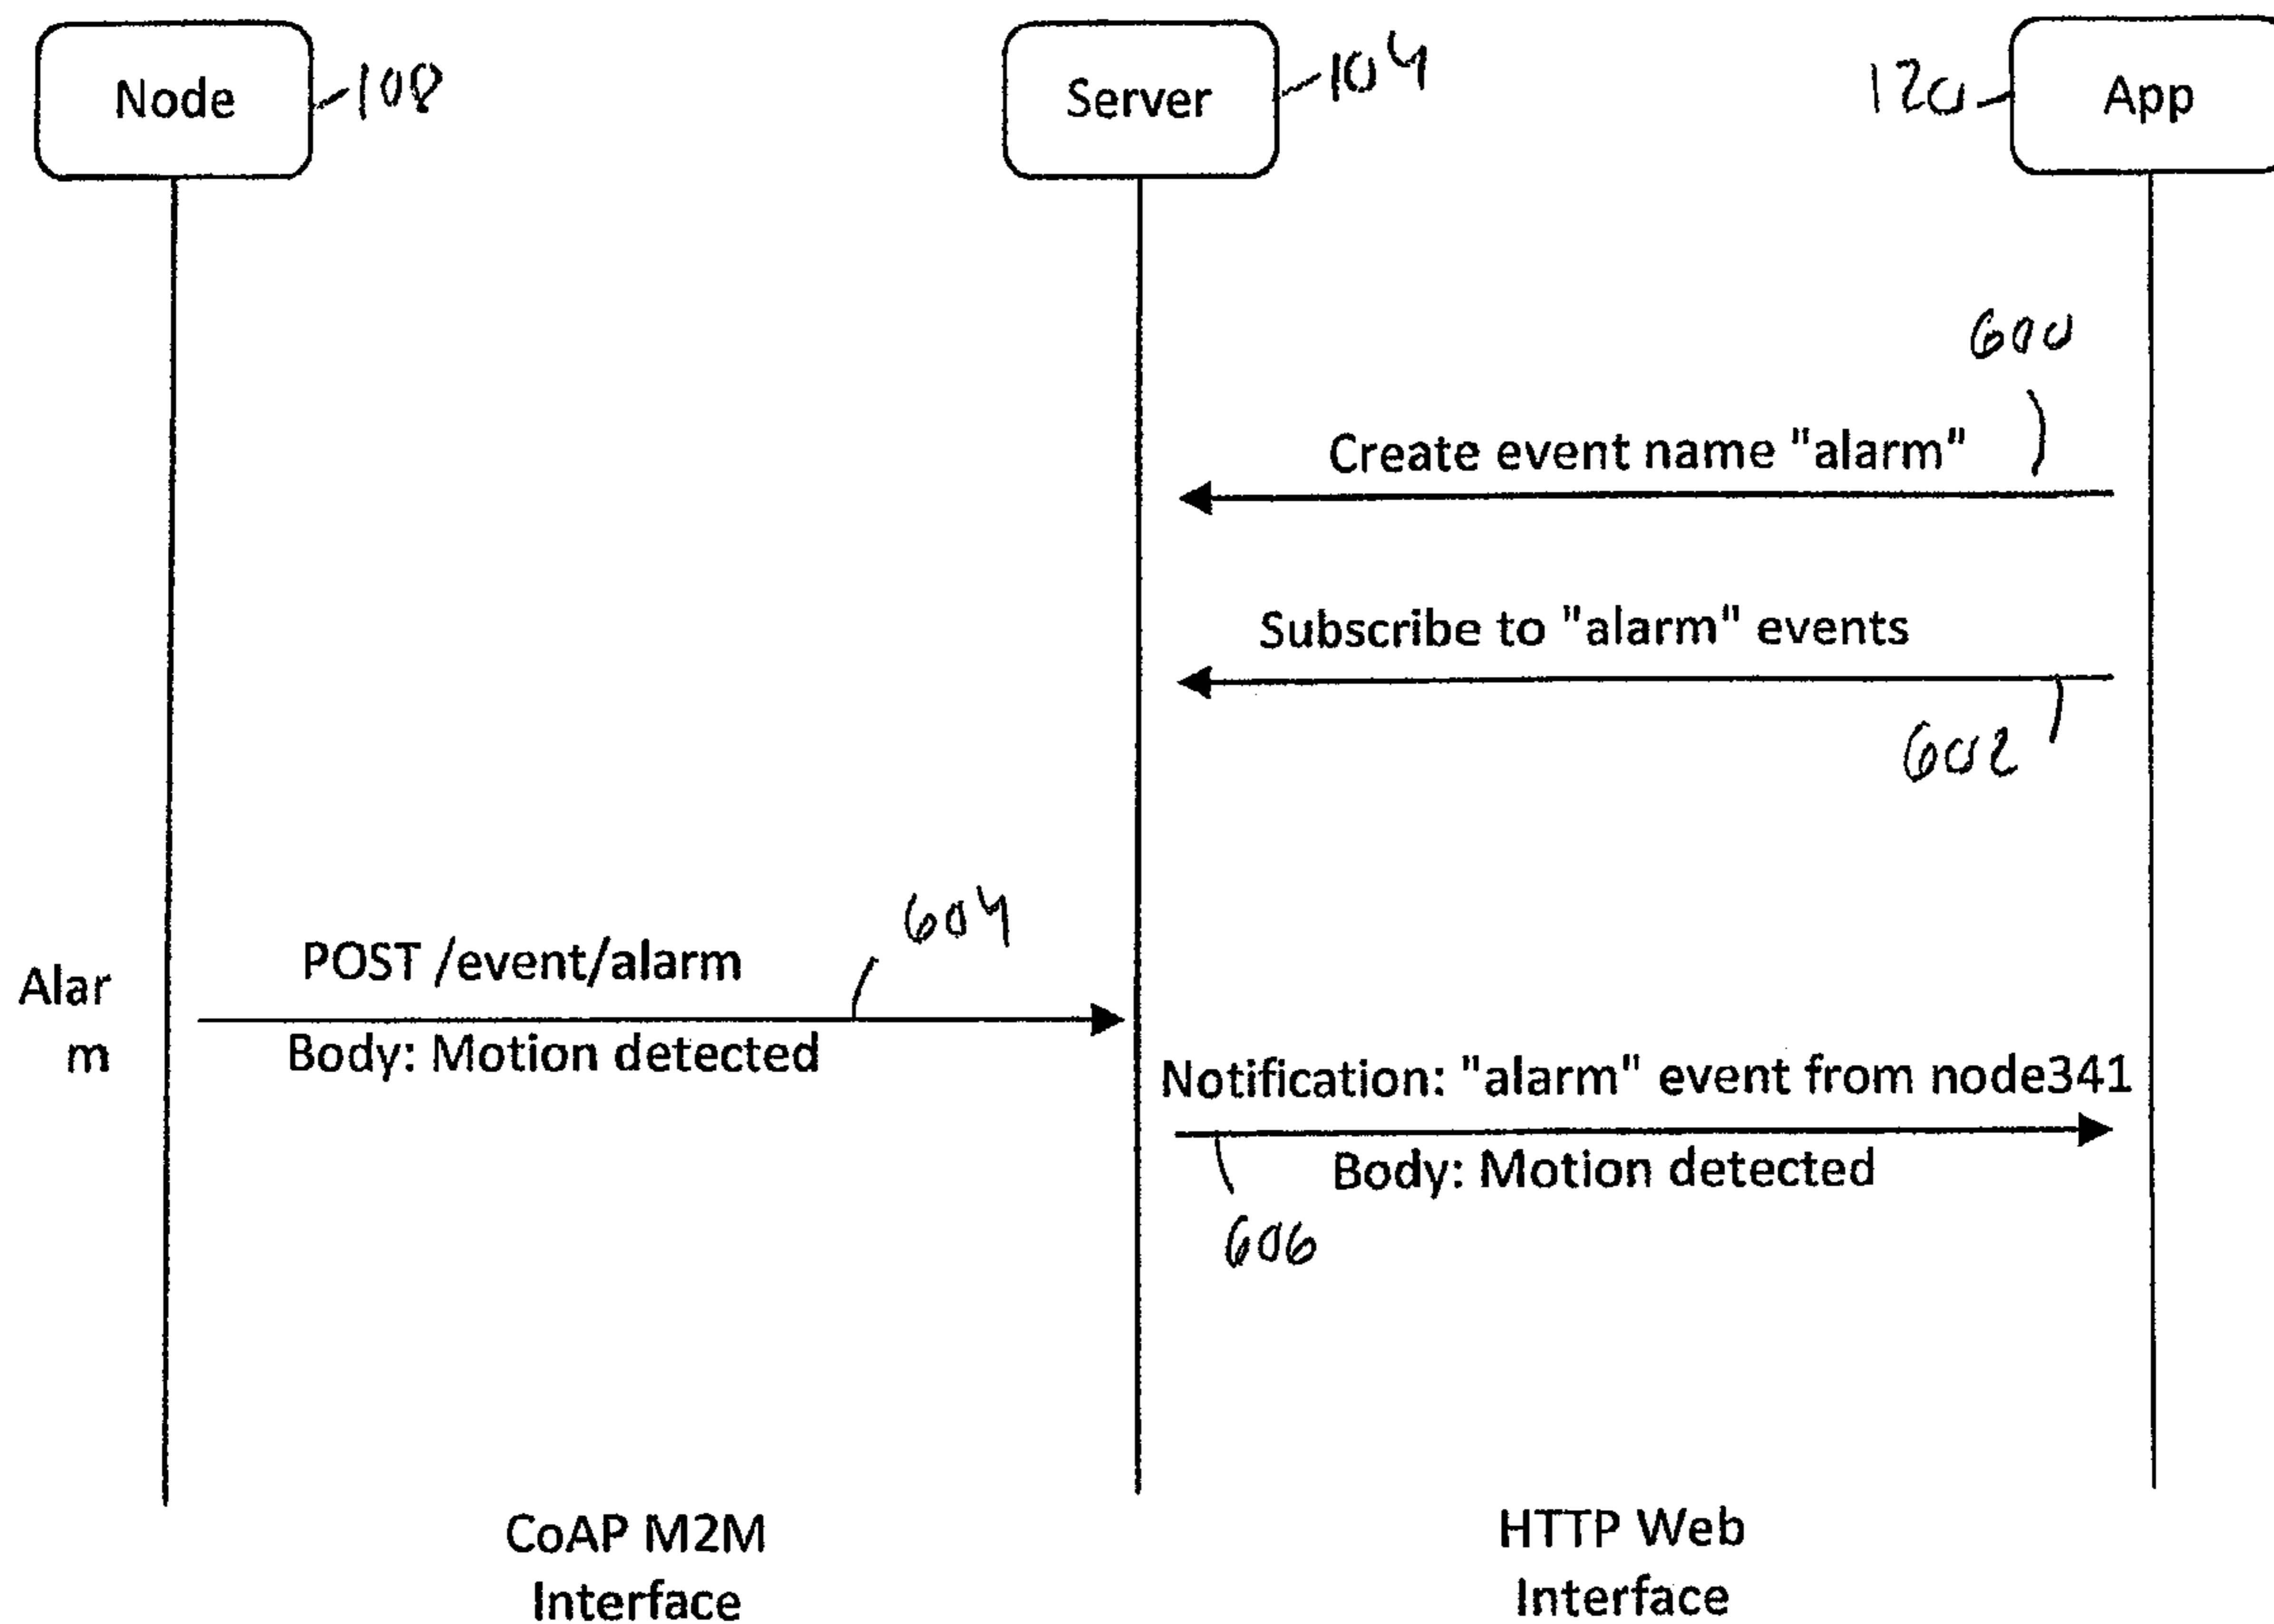 Node
108
Server
104
120
App
600
Create event name "alarm"
Subscribe to "alarm" events
602
604
POST /event/alarm
Alar
m
Body: Motion detected
Notification: "alarm" event from node341
Body: Motion detected
606
CoAP M2M
Interface
HTTP Web
Interface